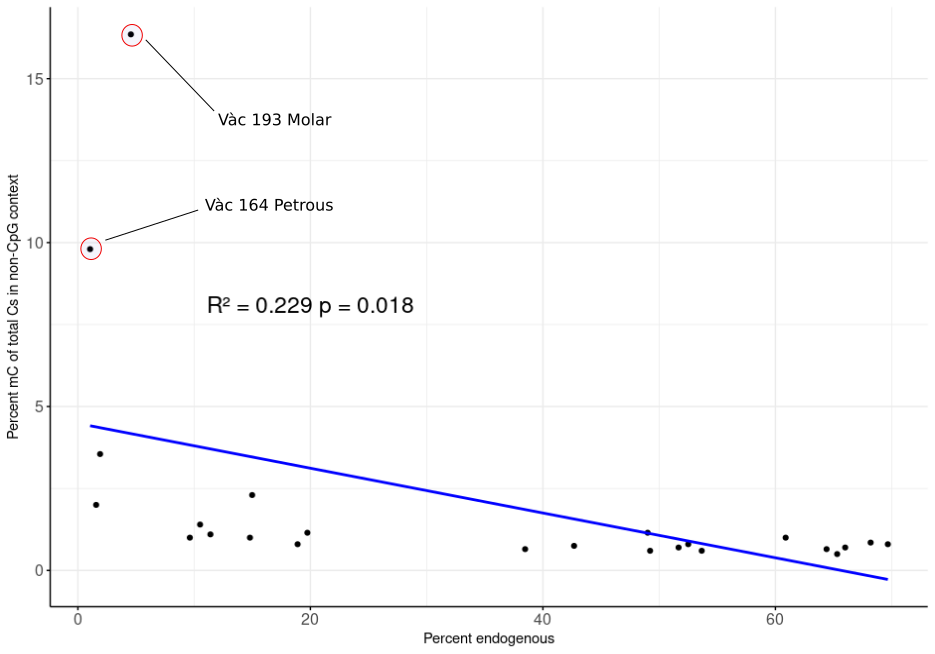 15
Vàc 193 Molar
Vàc 164 Petrous
10
R² = 0.229 p = 0.018
5
0
Percent mC of total Cs in non-CpG context
0 20 40 60
Percent endogenous